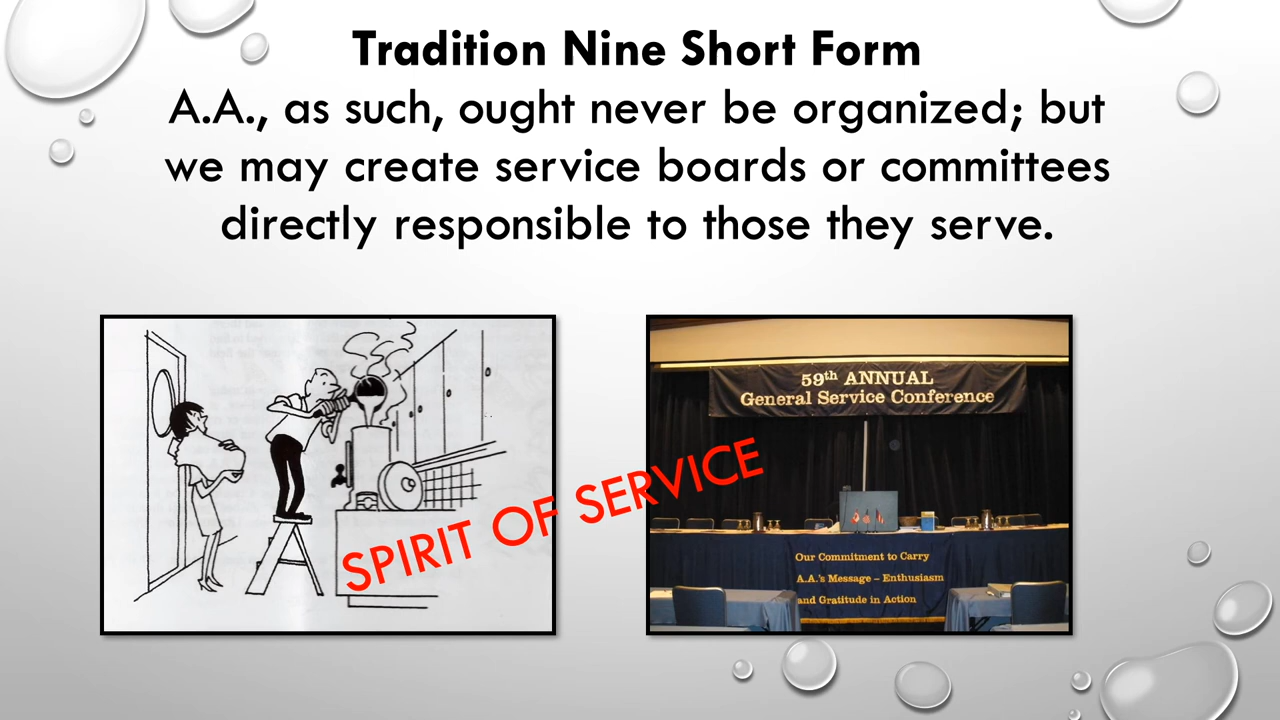 Tradition Nine Short Form
A.A., as such, ought never be organized; but
we may create service boards or committees
directly responsible to those they serve.
59th ANNUAL
General Service Conference
SPIRIT OF SERVICE
Our Commitment to Carry
A.A.'s Message – Enthusiasm
and Gratitude in Action